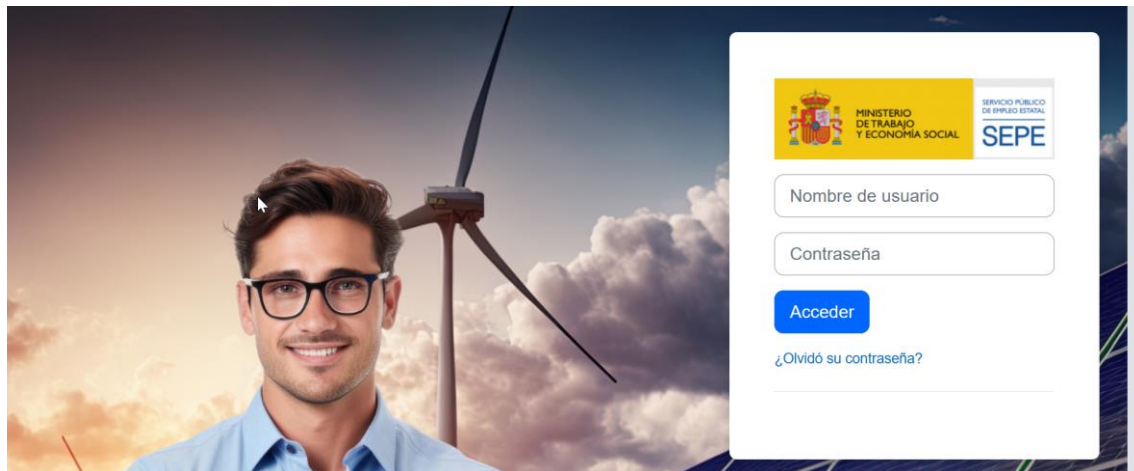 MINISTERIO
DE TRABAJO
Y ECONOMÍA SOCIAL
SERVICIO PÚBLICO
DE EMPLEO ESTATAL
SEPE
Nombre de usuario
Contraseña
Acceder
¿Olvidó su contraseña?